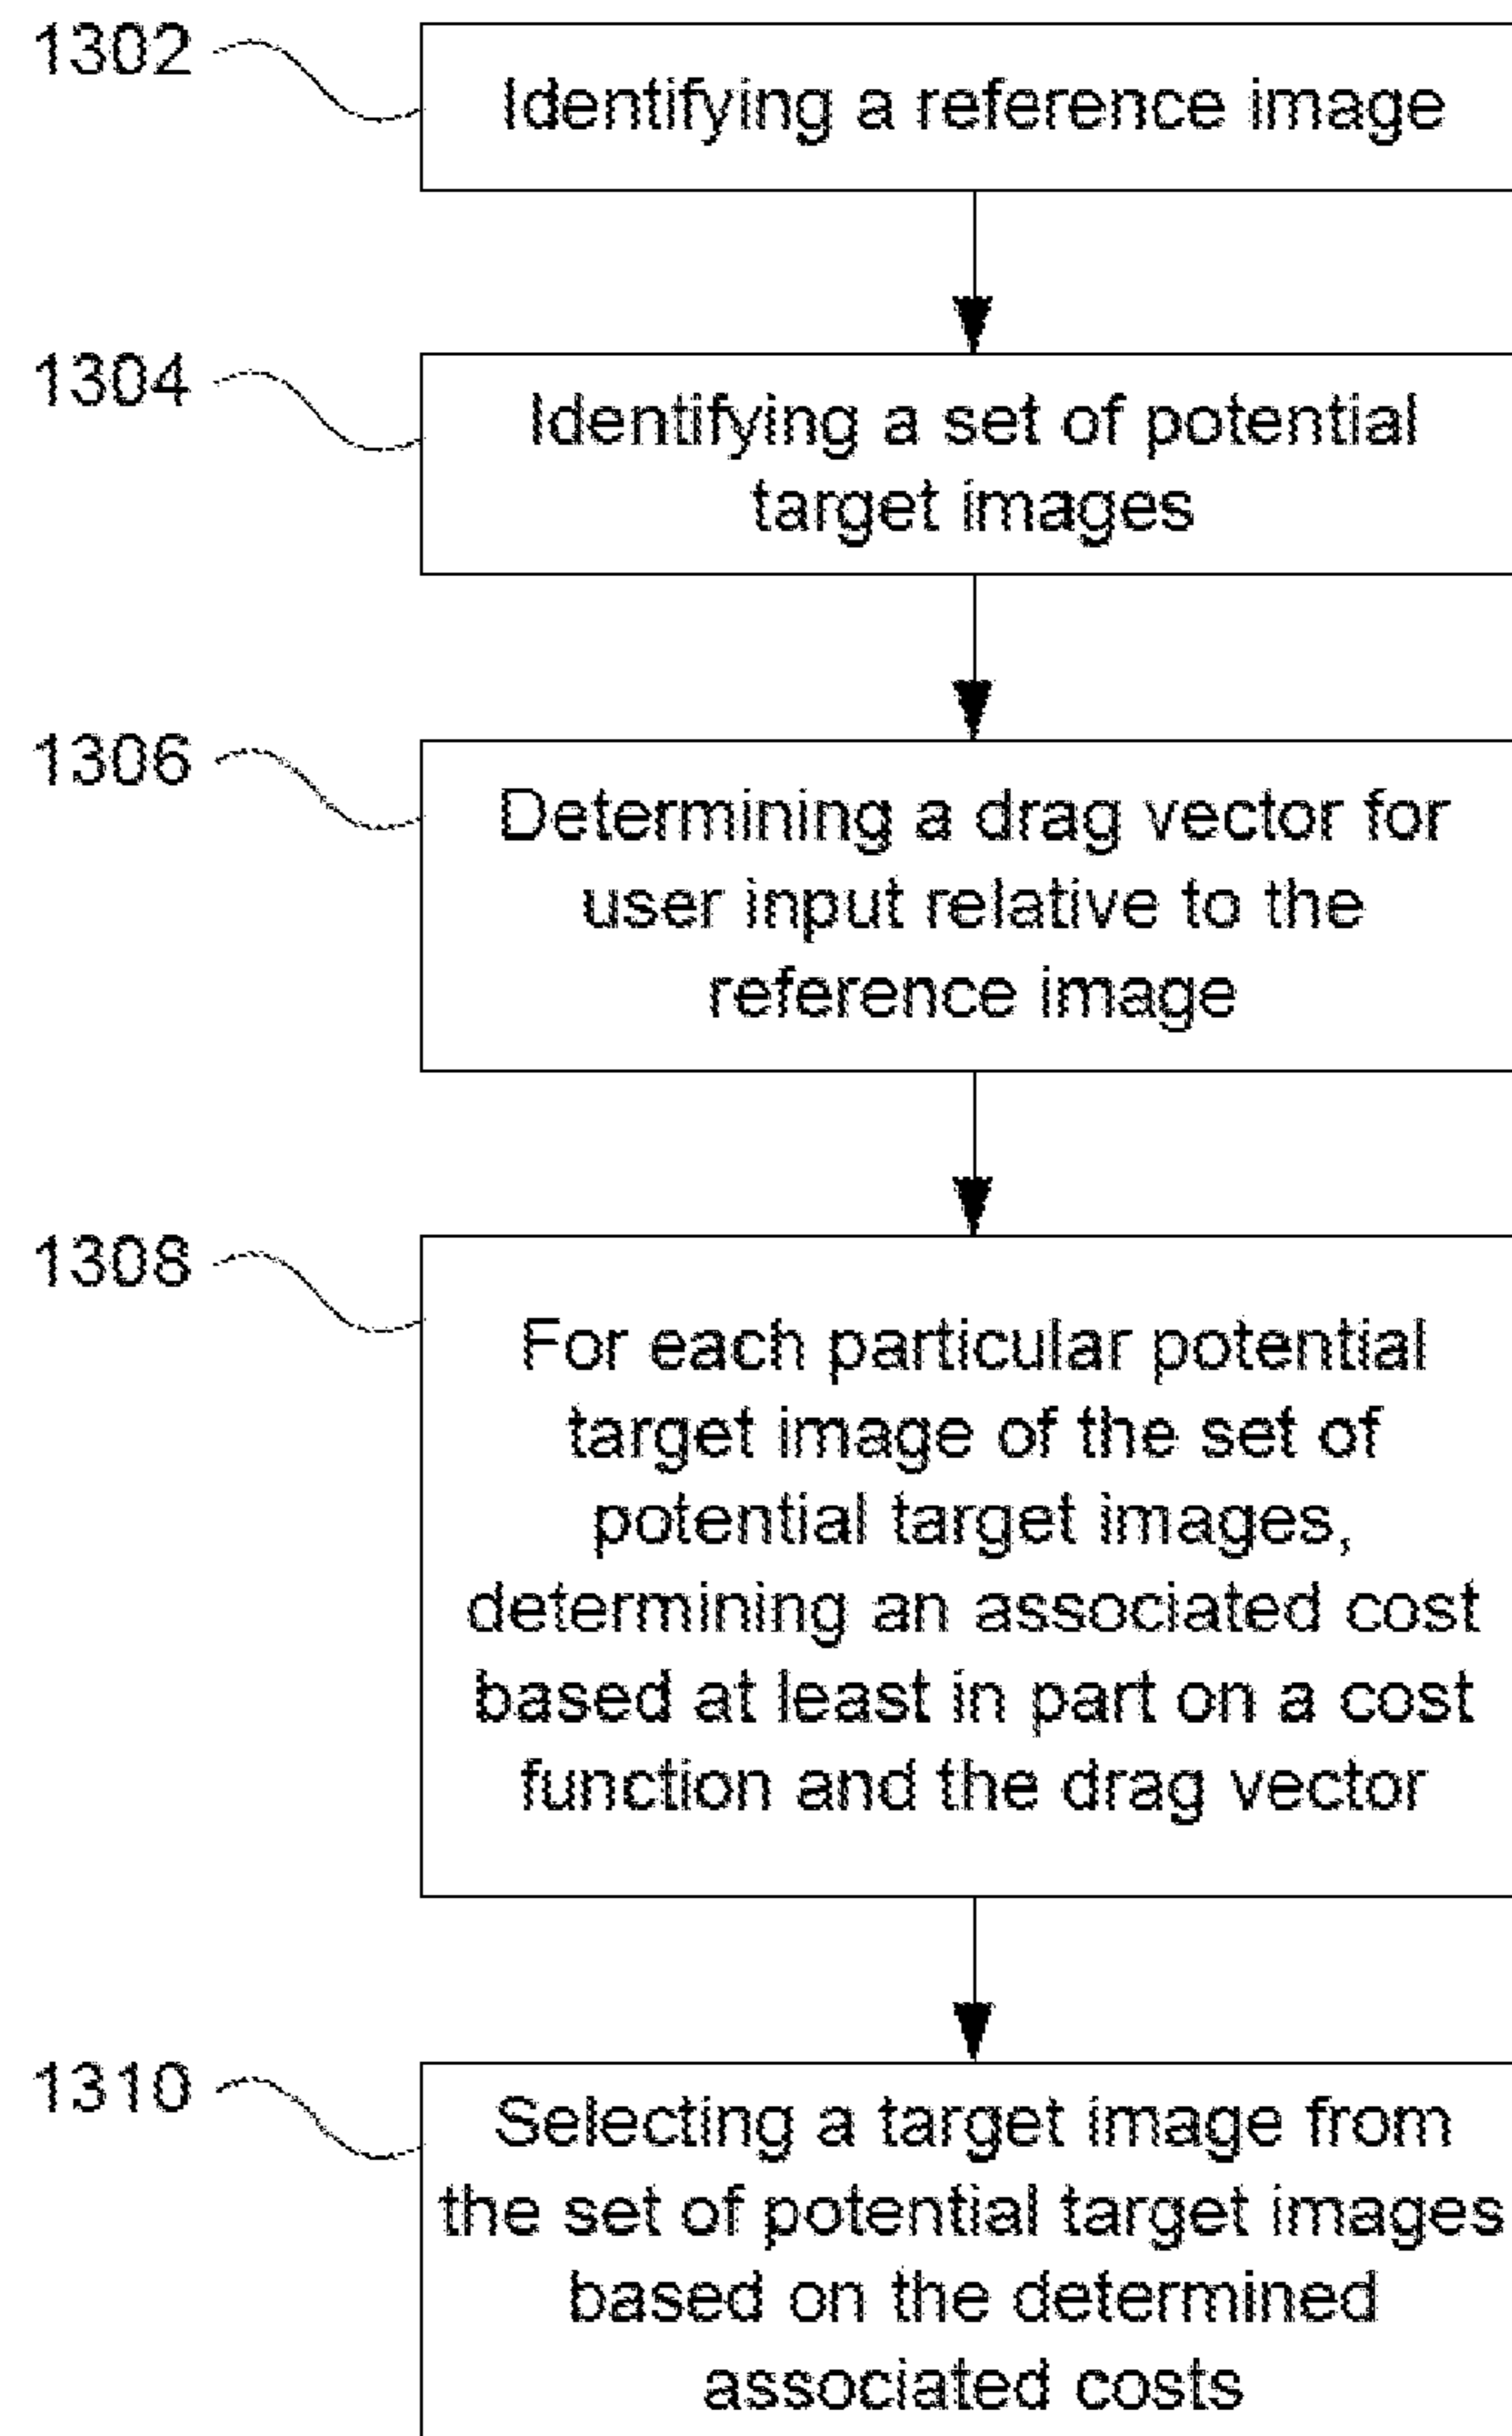 1302
Identifying a reference image
1304
Identifying a set of potential
target images
1306
Determining a drag vector for
user input relative to the
reference image
1308
For each particular potential
target image of the set of
potential target images,
determining an associated cost
based at least in part on a cost
function and the drag vector
1310
Selecting a target image from
the set of potential target images
based on the determined
associated costs